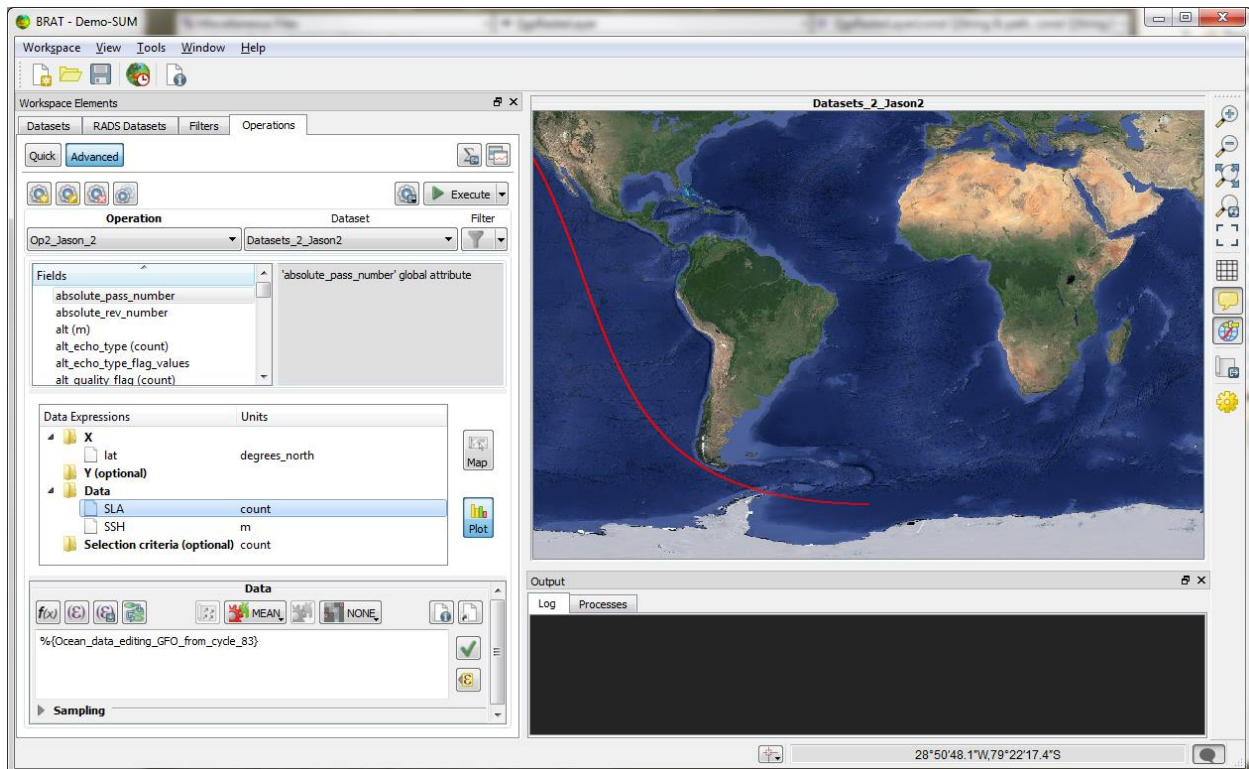 BRAT - Demo-SUM
Workspace View Tools Window Help
Workspace Elements
Datasets RADS Datasets Filters Operations
Quick Advanced
Execute
Operation Dataset Filter
Op2_Jason_2 Datasets_2_Jason2
Fields
absolute_pass_number
absolute_rev_number
alt (m)
alt_echo_type (count)
alt_echo_type_flag_values
alt_quality_flag (count)
'absolute_pass_number' global attribute
Data Expressions Units
X
lat degrees_north
Y (optional)
Data
SLA count
SSH m
Selection criteria (optional) count
Map
Plot
Data
f(x) (ε) MEAN NONE
%{Ocean_data_editing_GFO_from_cycle_83}
Sampling
Datasets_2_Jason2
Output
Log Processes
28°50'48.1"W,79°22'17.4"S